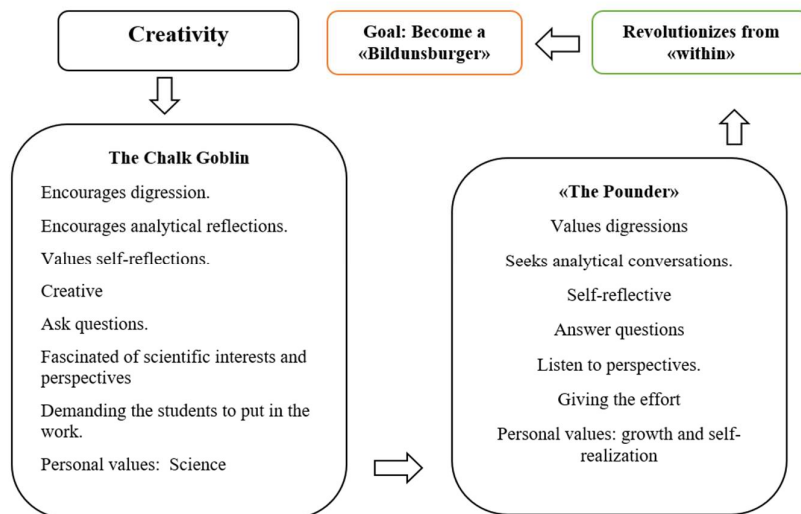 Creativity
Goal: Become a
«Bildunsburger»
Revolutionizes from
«within»
The Chalk Goblin
Encourages digression.
Encourages analytical reflections.
Values self-reflections.
Creative
Ask questions.
Fascinated of scientific interests and
perspectives
Demanding the students to put in the
work.
Personal values: Science
«The Pounder»
Values digressions
Seeks analytical conversations.
Self-reflective
Answer questions
Listen to perspectives.
Giving the effort
Personal values: growth and self-
realization